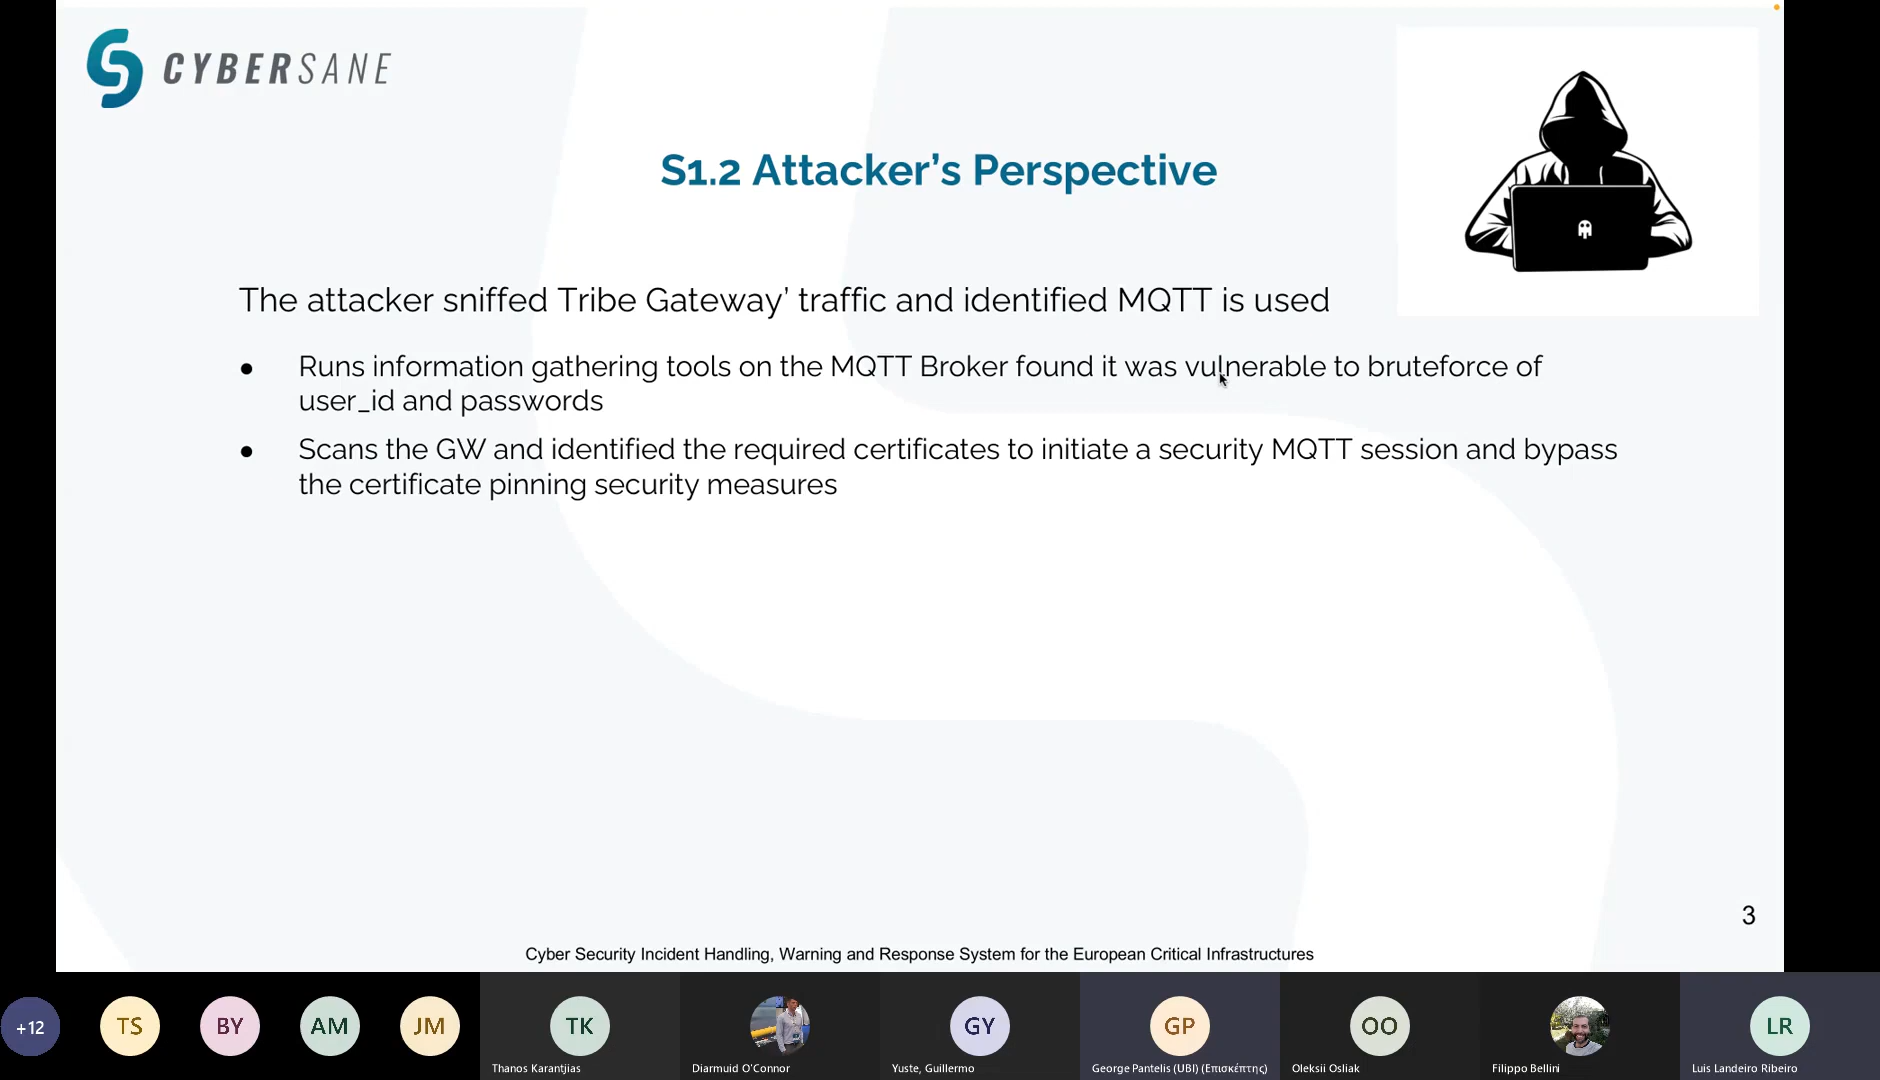 CYBERSANE
S1.2 Attacker’s Perspective
The attacker sniffed Tribe Gateway’ traffic and identified MQTT is used
● Runs information gathering tools on the MQTT Broker found it was vulnerable to bruteforce of
user_id and passwords
● Scans the GW and identified the required certificates to initiate a security MQTT session and bypass
the certificate pinning security measures
3
Cyber Security Incident Handling, Warning and Response System for the European Critical Infrastructures
+12
TS
BY
AM
JM
TK
GY
GP
OO
LR
Thanos Karantjias
Diarmuid O'Connor
Yuste, Guillermo
George Pantelis (UBI) (Επισκέπτης)
Oleksii Osliak
Filippo Bellini
Luis Landeiro Ribeiro